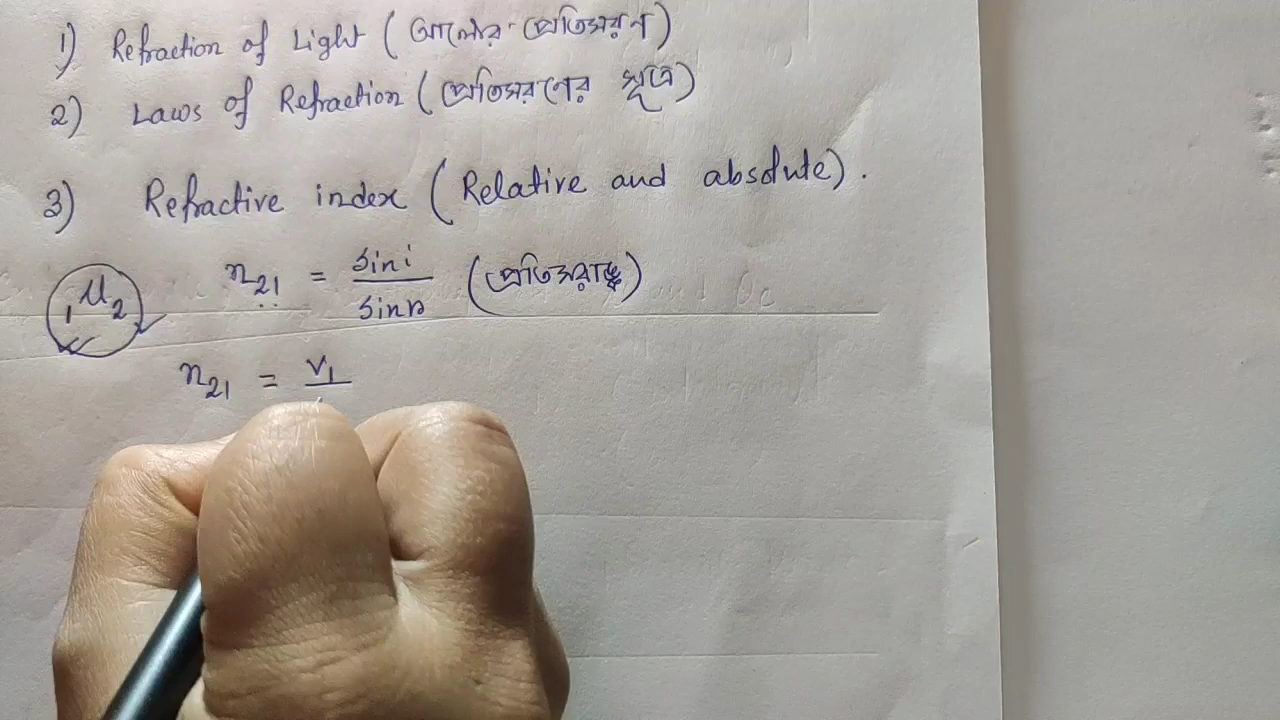 1) Refraction of Light (আলোর প্রতিসরণ)
2) Laws of Refraction (প্রতিসরণের সূত্র)
3) Refractive index (Relative and absolute).
₁μ₂ n₂₁ = sin i / sin r (প্রতিসরাঙ্ক)
n₂₁ = v₁ /